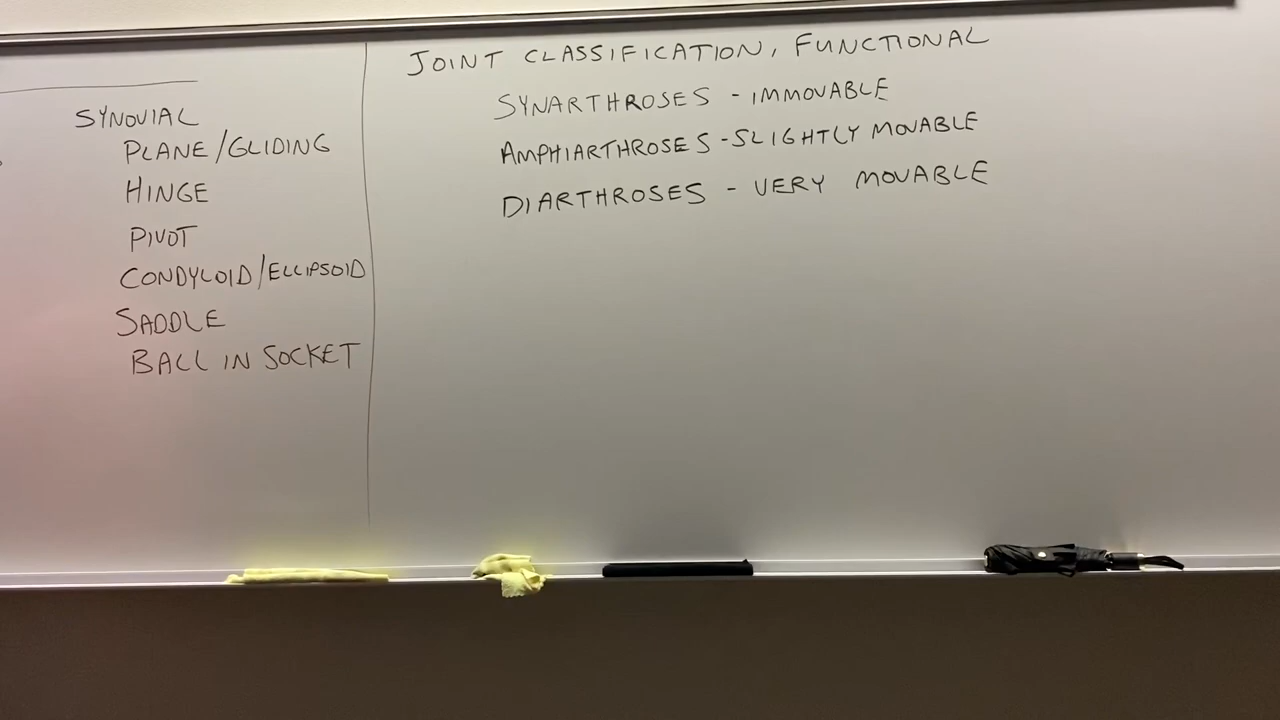 SYNOVIAL
PLANE/GLIDING
HINGE
PIVOT
CONDYLOID/ELLIPSOID
SADDLE
BALL IN SOCKET
JOINT CLASSIFICATION, FUNCTIONAL
SYNARTHROSES - IMMOVABLE
AMPHIARTHROSES - SLIGHTLY MOVABLE
DIARTHROSES - VERY MOVABLE